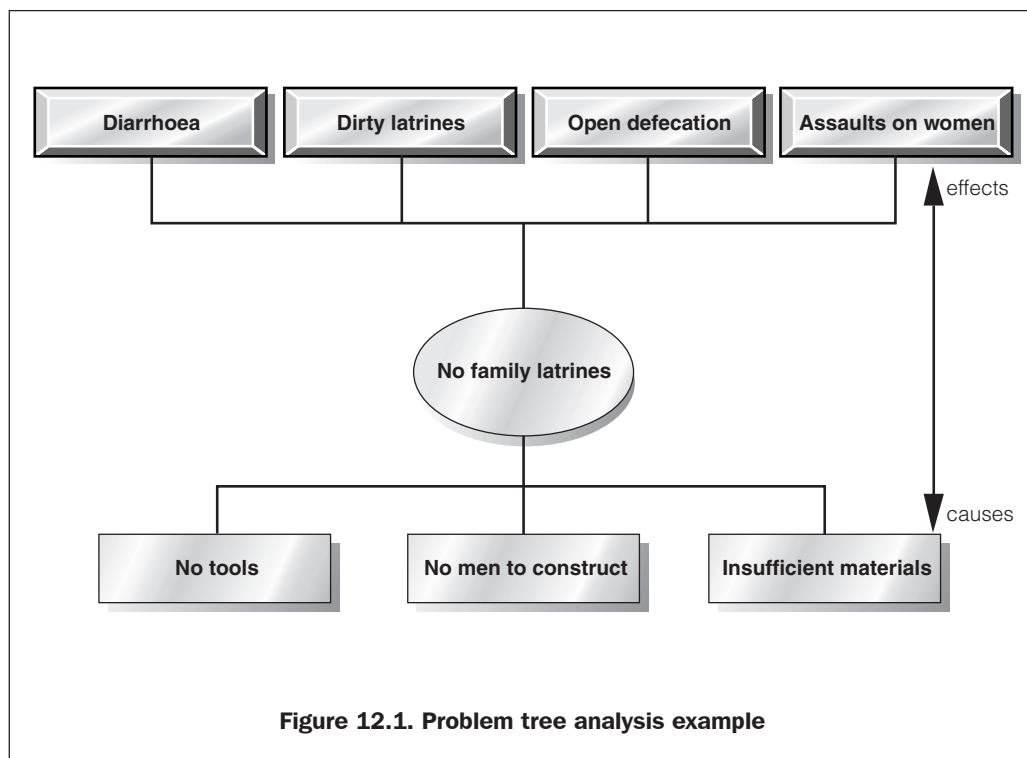 Diarrhoea
Dirty latrines
Open defecation
Assaults on women
effects
No family latrines
causes
No tools
No men to construct
Insufficient materials
Figure 12.1. Problem tree analysis example